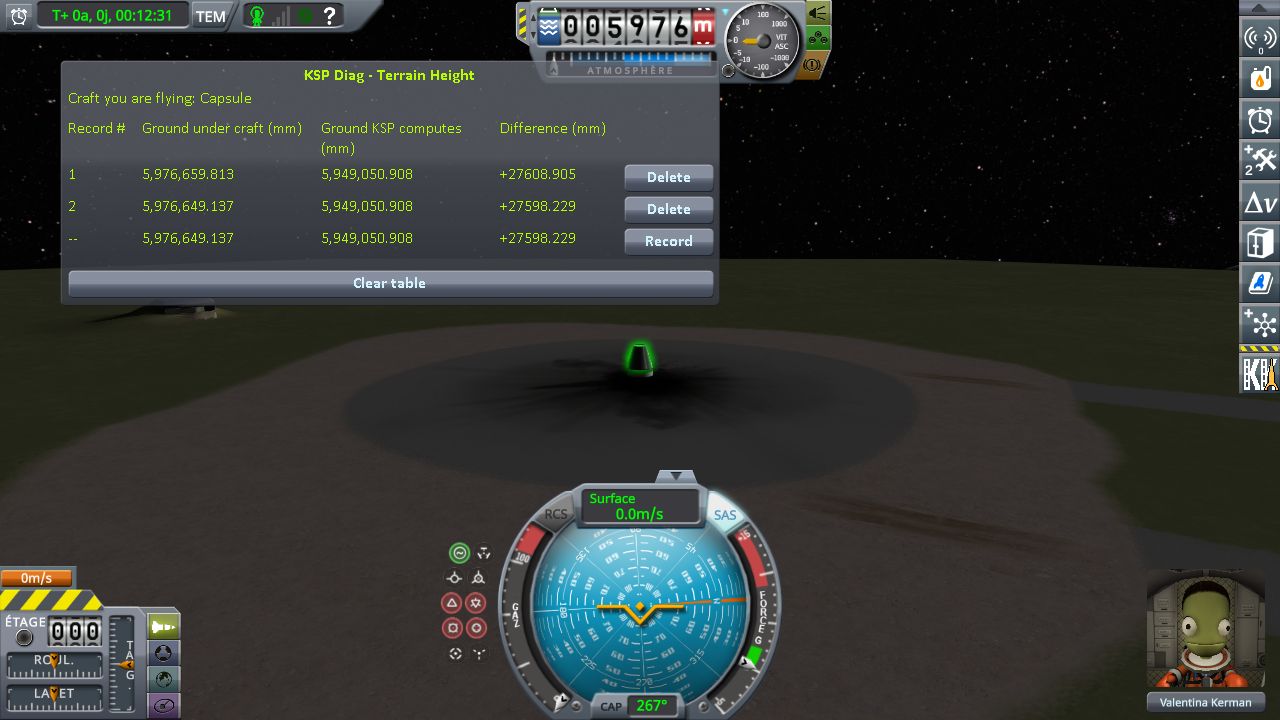 T+ 0a, 0j, 00:12:31
TEM
?
005976 m
ATMOSPHÈRE
VIT
ASC
KSP Diag - Terrain Height
Craft you are flying: Capsule
Record # Ground under craft (mm) Ground KSP computes (mm) Difference (mm)
1 5,976,659.813 5,949,050.908 +27608.905 Delete
2 5,976,649.137 5,949,050.908 +27598.229 Delete
-- 5,976,649.137 5,949,050.908 +27598.229 Record
Clear table
0
2
Δv
Surface
0.0m/s
RCS
SAS
GAZ
FORCE G
CAP 267°
0m/s
ÉTAGE
000
ROUL.
LACET
TANG
Valentina Kerman